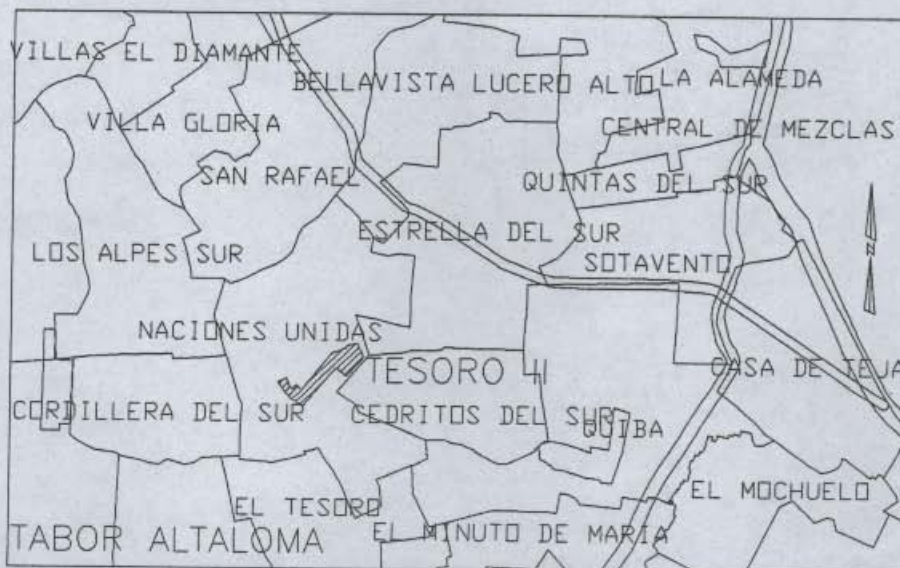 VILLAS EL DIAMANTE
BELLAVISTA LUCERO ALTO
LA ALAMEDA
VILLA GLORIA
CENTRAL DE MEZCLAS
SAN RAFAEL
QUINTAS DEL SUR
ESTRELLA DEL SUR
LOS ALPES SUR
SOTAVENTO
N
NACIONES UNIDAS
TESORO II
CASA DE TEJA
CORDILLERA DEL SUR
CEDRITOS DEL SUR
QUIBA
EL MOCHUELO
EL TESORO
EL MINUTO DE MARIA
TABOR ALTALOMA